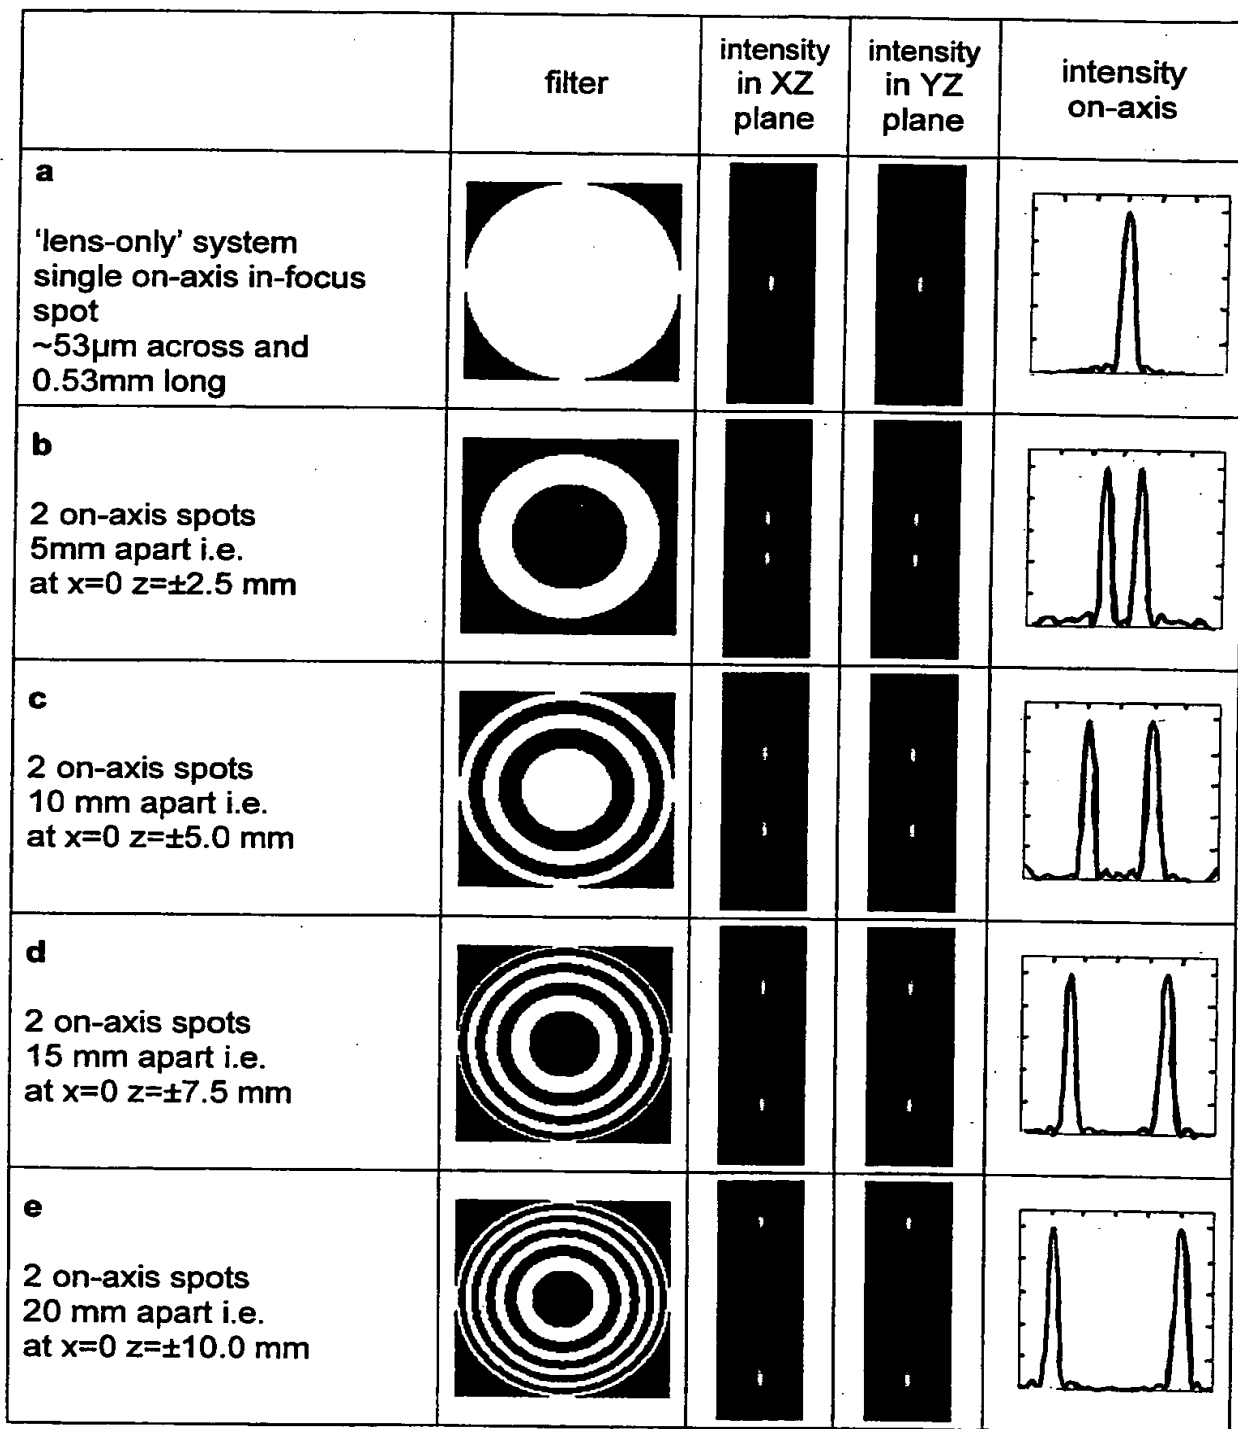 filter
intensity
in XZ
plane
intensity
in YZ
plane
intensity
on-axis
a
‘lens-only’ system
single on-axis in-focus
spot
~53µm across and
0.53mm long
b
2 on-axis spots
5mm apart i.e.
at x=0 z=±2.5 mm
c
2 on-axis spots
10 mm apart i.e.
at x=0 z=±5.0 mm
d
2 on-axis spots
15 mm apart i.e.
at x=0 z=±7.5 mm
e
2 on-axis spots
20 mm apart i.e.
at x=0 z=±10.0 mm